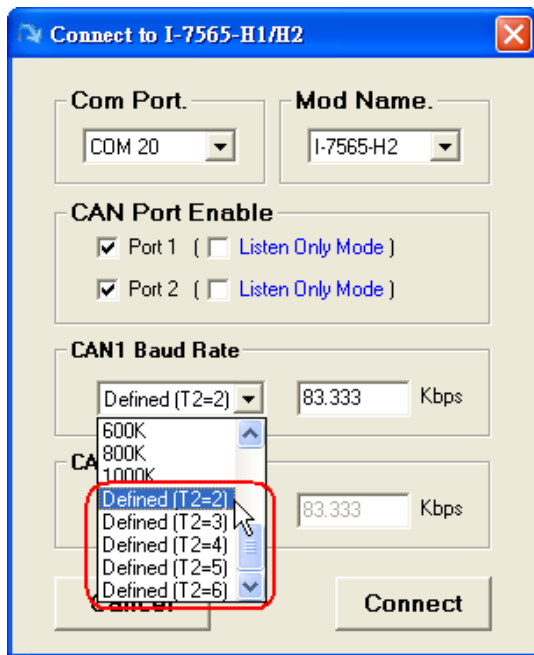 Connect to I-7565-H1/H2
Com Port. Mod Name.
COM 20 I-7565-H2
CAN Port Enable
Port 1 ( Listen Only Mode )
Port 2 ( Listen Only Mode )
CAN1 Baud Rate
Defined (T2=2) 83.333 Kbps
600K
800K
CA 1000K
Defined (T2=2)
Defined (T2=3) 83.333 Kbps
Defined (T2=4)
Defined (T2=5)
Defined (T2=6)
Cancel Connect